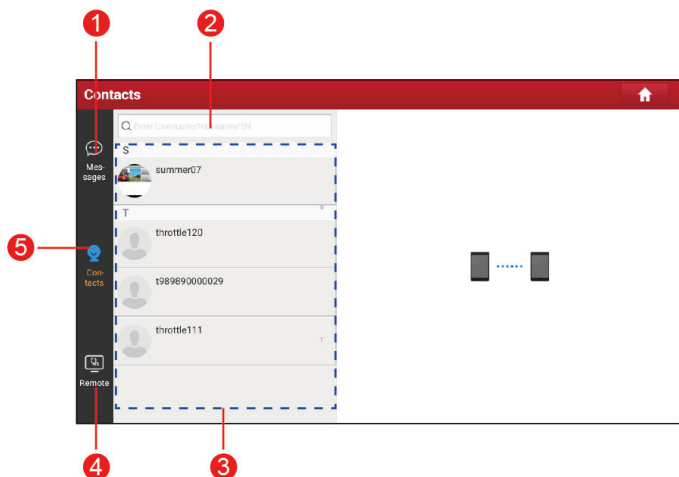 1
2
Contacts
Enter Username/Nickname/SN
S
Mes-
sages
summer07
S
T
throttle120
5
Con-
tacts
t989890000029
throttle111
T
Remote
4
3